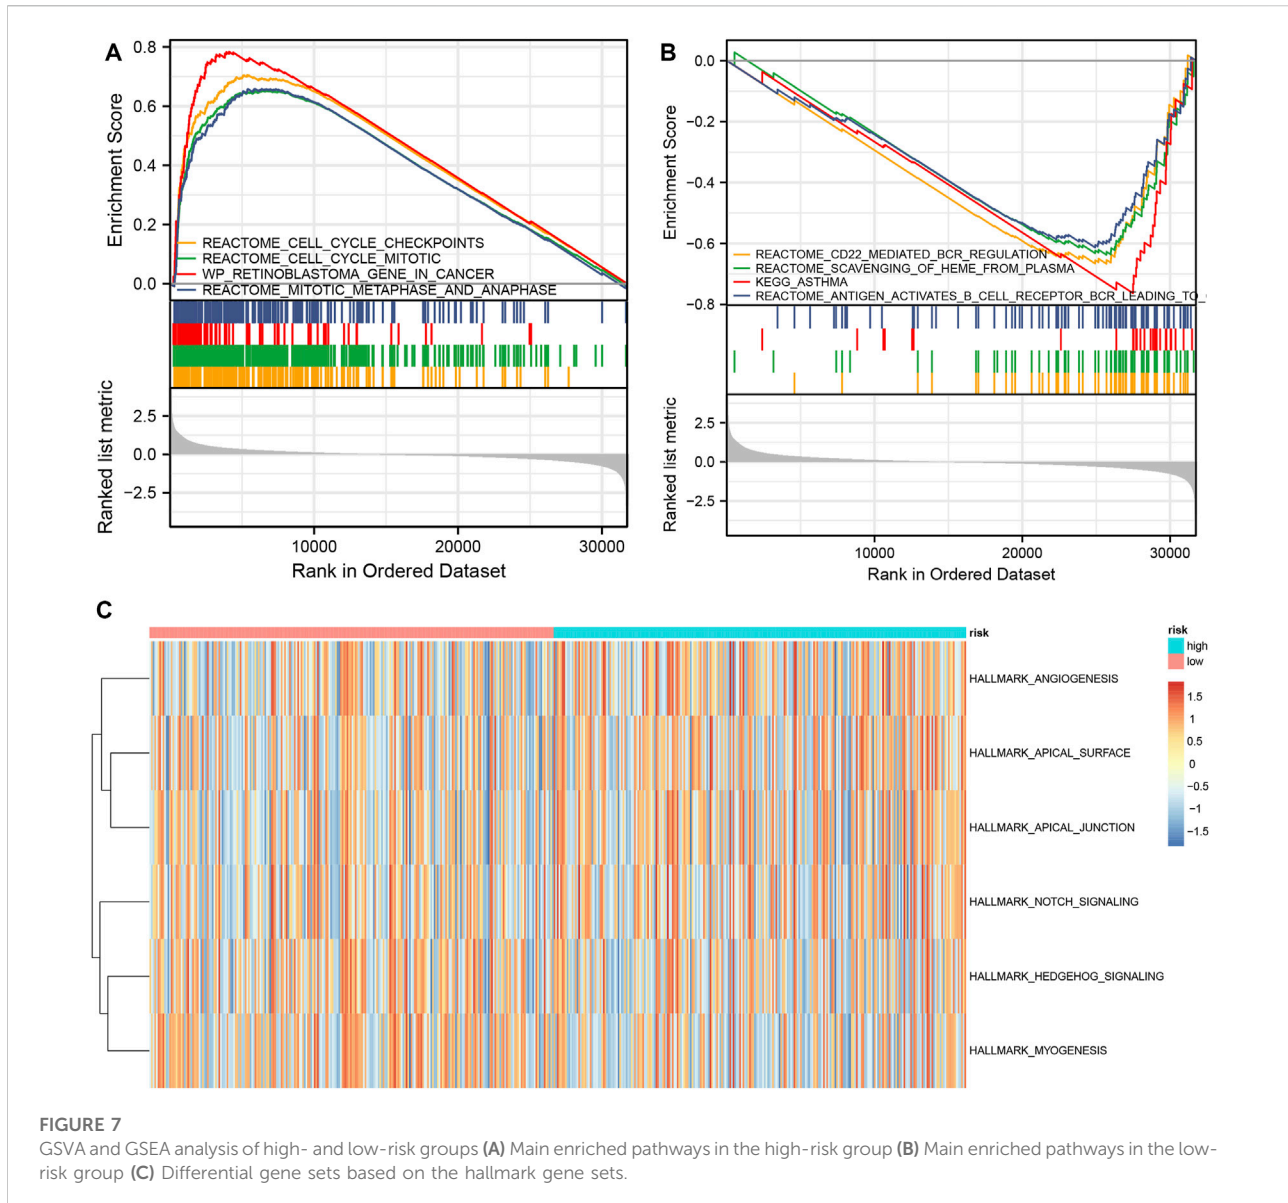 A
0.8
0.6
0.4
0.2
0.0
Enrichment Score
REACTOME_CELL_CYCLE_CHECKPOINTS
REACTOME_CELL_CYCLE_MITOTIC
WP_RETINOBLASTOMA_GENE_IN_CANCER
REACTOME_MITOTIC_METAPHASE_AND_ANAPHASE
2.5
0.0
−2.5
Ranked list metric
10000
20000
30000
Rank in Ordered Dataset
B
0.0
−0.2
−0.4
−0.6
−0.8
Enrichment Score
REACTOME_CD22_MEDIATED_BCR_REGULATION
REACTOME_SCAVENGING_OF_HEME_FROM_PLASMA
KEGG_ASTHMA
REACTOME_ANTIGEN_ACTIVATES_B_CELL_RECEPTOR_BCR_LEADING_TO_
2.5
0.0
−2.5
Ranked list metric
10000
20000
30000
Rank in Ordered Dataset
C
risk
HALLMARK_ANGIOGENESIS
HALLMARK_APICAL_SURFACE
HALLMARK_APICAL_JUNCTION
HALLMARK_NOTCH_SIGNALING
HALLMARK_HEDGEHOG_SIGNALING
HALLMARK_MYOGENESIS
risk
high
low
1.5
1
0.5
0
−0.5
−1
−1.5
FIGURE 7
GSVA and GSEA analysis of high- and low-risk groups (A) Main enriched pathways in the high-risk group (B) Main enriched pathways in the low-
risk group (C) Differential gene sets based on the hallmark gene sets.